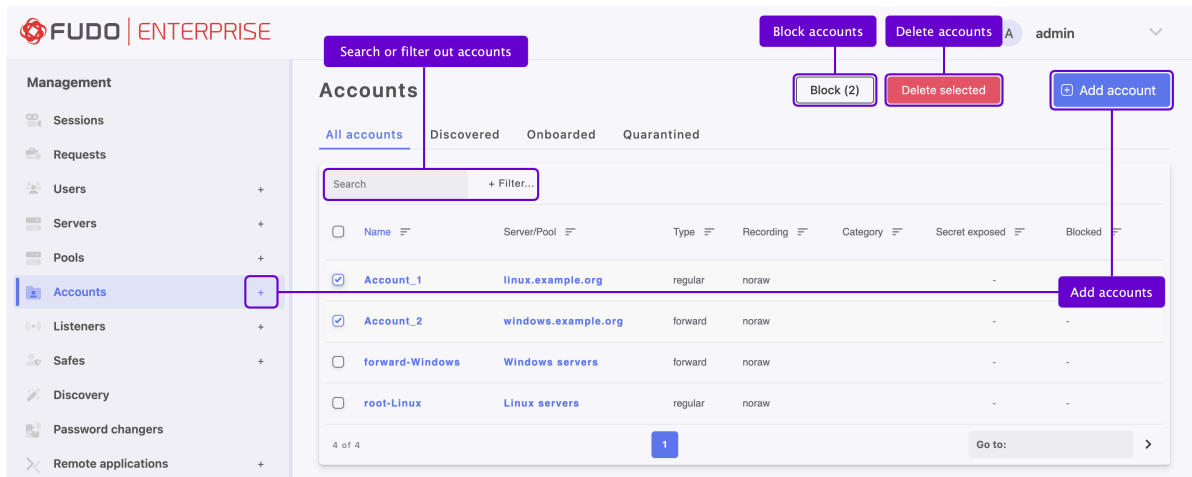 FUDO ENTERPRISE
Search or filter out accounts
Block accounts
Delete accounts
A
admin
Management
Accounts
Block (2)
Delete selected
Add account
Sessions
Requests
Users +
Servers +
Pools +
Accounts +
Listeners +
Safes +
Discovery
Password changers
Remote applications +
All accounts Discovered Onboarded Quarantined
Search + Filter...
Name Server/Pool Type Recording Category Secret exposed Blocked
Account_1 linux.example.org regular noraw -
Add accounts
Account_2 windows.example.org forward noraw - -
forward-Windows Windows servers forward noraw - -
root-Linux Linux servers regular noraw - -
4 of 4 1 Go to: